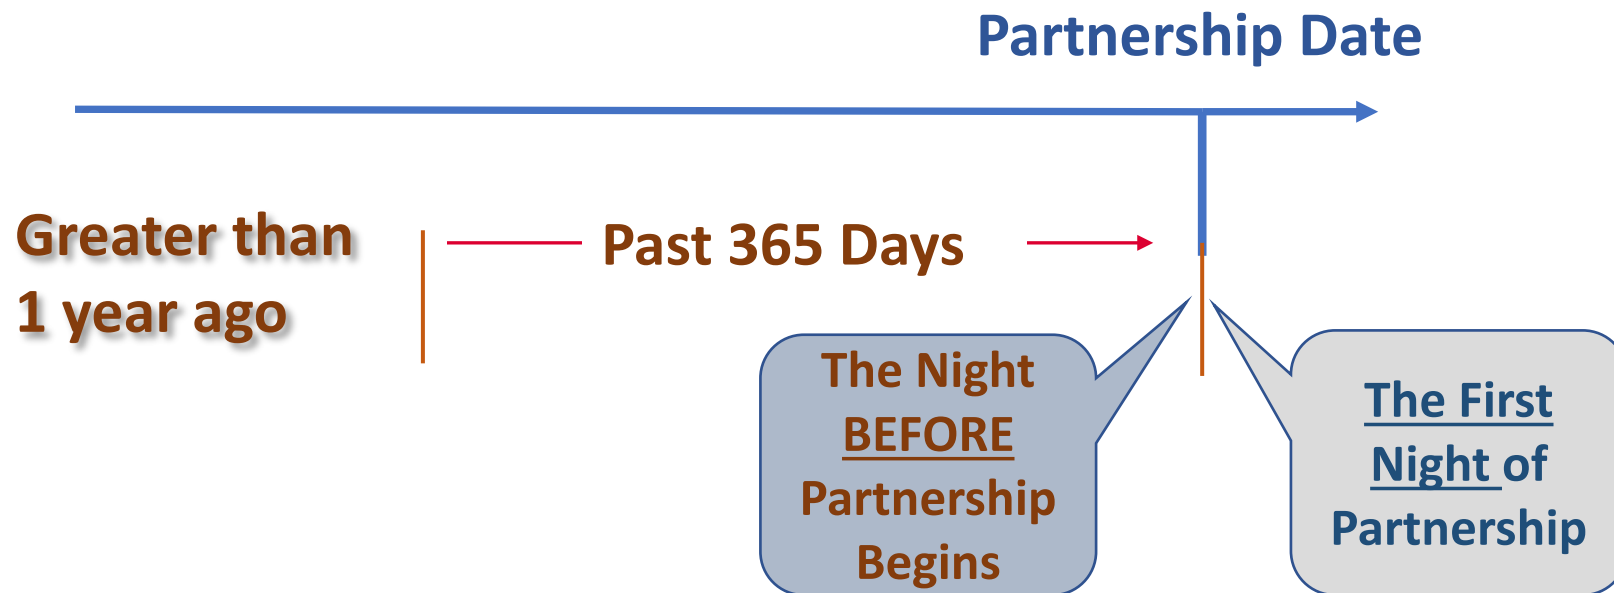 Partnership Date
Greater than
1 year ago
Past 365 Days
The Night
BEFORE
Partnership
Begins
The First
Night of
Partnership